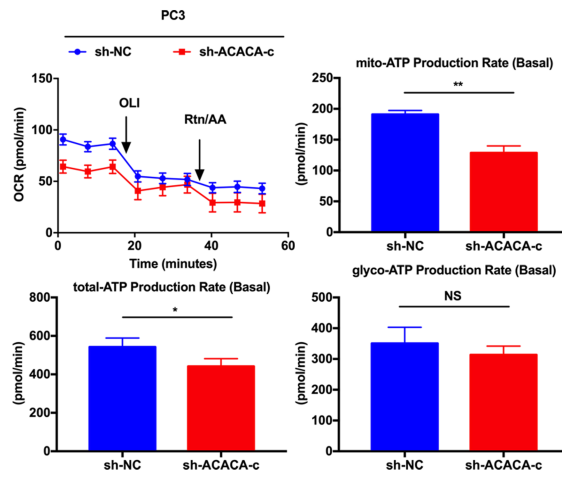 PC3
sh-NC sh-ACACA-c
OLI
Rtn/AA
150
100
50
0
OCR (pmol/min)
0 20 40 60
Time (minutes)
mito-ATP Production Rate (Basal)
**
250
200
150
100
50
0
(pmol/min)
sh-NC sh-ACACA-c
total-ATP Production Rate (Basal)
*
800
600
400
200
0
(pmol/min)
sh-NC sh-ACACA-c
glyco-ATP Production Rate (Basal)
NS
500
400
300
200
100
0
(pmol/min)
sh-NC sh-ACACA-c